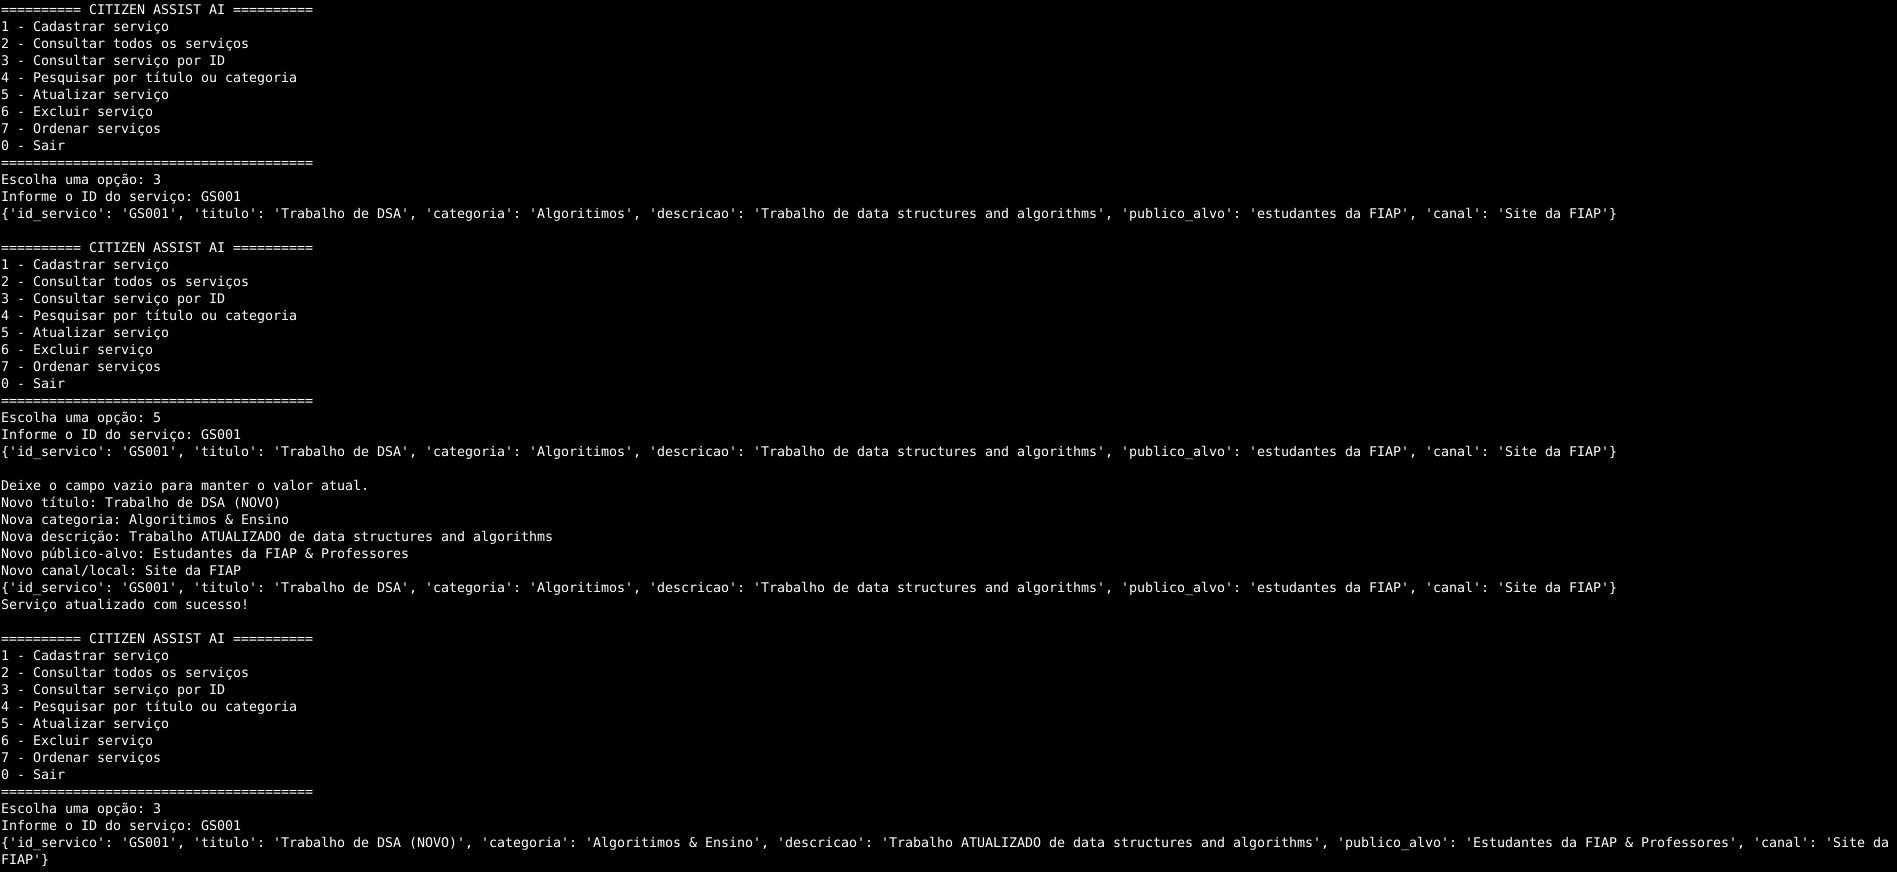 ========== CITIZEN ASSIST AI ==========
1 - Cadastrar serviço
2 - Consultar todos os serviços
3 - Consultar serviço por ID
4 - Pesquisar por título ou categoria
5 - Atualizar serviço
6 - Excluir serviço
7 - Ordenar serviços
0 - Sair
=======================================
Escolha uma opção: 3
Informe o ID do serviço: GS001
{'id_servico': 'GS001', 'titulo': 'Trabalho de DSA', 'categoria': 'Algoritimos', 'descricao': 'Trabalho de data structures and algorithms', 'publico_alvo': 'estudantes da FIAP', 'canal': 'Site da FIAP'}

========== CITIZEN ASSIST AI ==========
1 - Cadastrar serviço
2 - Consultar todos os serviços
3 - Consultar serviço por ID
4 - Pesquisar por título ou categoria
5 - Atualizar serviço
6 - Excluir serviço
7 - Ordenar serviços
0 - Sair
=======================================
Escolha uma opção: 5
Informe o ID do serviço: GS001
{'id_servico': 'GS001', 'titulo': 'Trabalho de DSA', 'categoria': 'Algoritimos', 'descricao': 'Trabalho de data structures and algorithms', 'publico_alvo': 'estudantes da FIAP', 'canal': 'Site da FIAP'}

Deixe o campo vazio para manter o valor atual.
Novo título: Trabalho de DSA (NOVO)
Nova categoria: Algoritimos & Ensino
Nova descrição: Trabalho ATUALIZADO de data structures and algorithms
Novo público-alvo: Estudantes da FIAP & Professores
Novo canal/local: Site da FIAP
{'id_servico': 'GS001', 'titulo': 'Trabalho de DSA', 'categoria': 'Algoritimos', 'descricao': 'Trabalho de data structures and algorithms', 'publico_alvo': 'estudantes da FIAP', 'canal': 'Site da FIAP'}
Serviço atualizado com sucesso!

========== CITIZEN ASSIST AI ==========
1 - Cadastrar serviço
2 - Consultar todos os serviços
3 - Consultar serviço por ID
4 - Pesquisar por título ou categoria
5 - Atualizar serviço
6 - Excluir serviço
7 - Ordenar serviços
0 - Sair
=======================================
Escolha uma opção: 3
Informe o ID do serviço: GS001
{'id_servico': 'GS001', 'titulo': 'Trabalho de DSA (NOVO)', 'categoria': 'Algoritimos & Ensino', 'descricao': 'Trabalho ATUALIZADO de data structures and algorithms', 'publico_alvo': 'Estudantes da FIAP & Professores', 'canal': 'Site da
FIAP'}